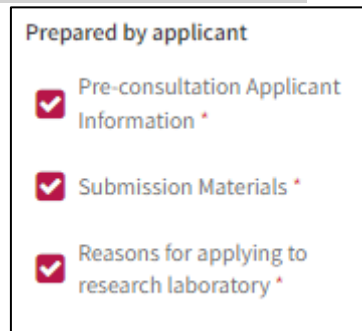 Prepared by applicant
Pre-consultation Applicant
Information *
Submission Materials *
Reasons for applying to
research laboratory *